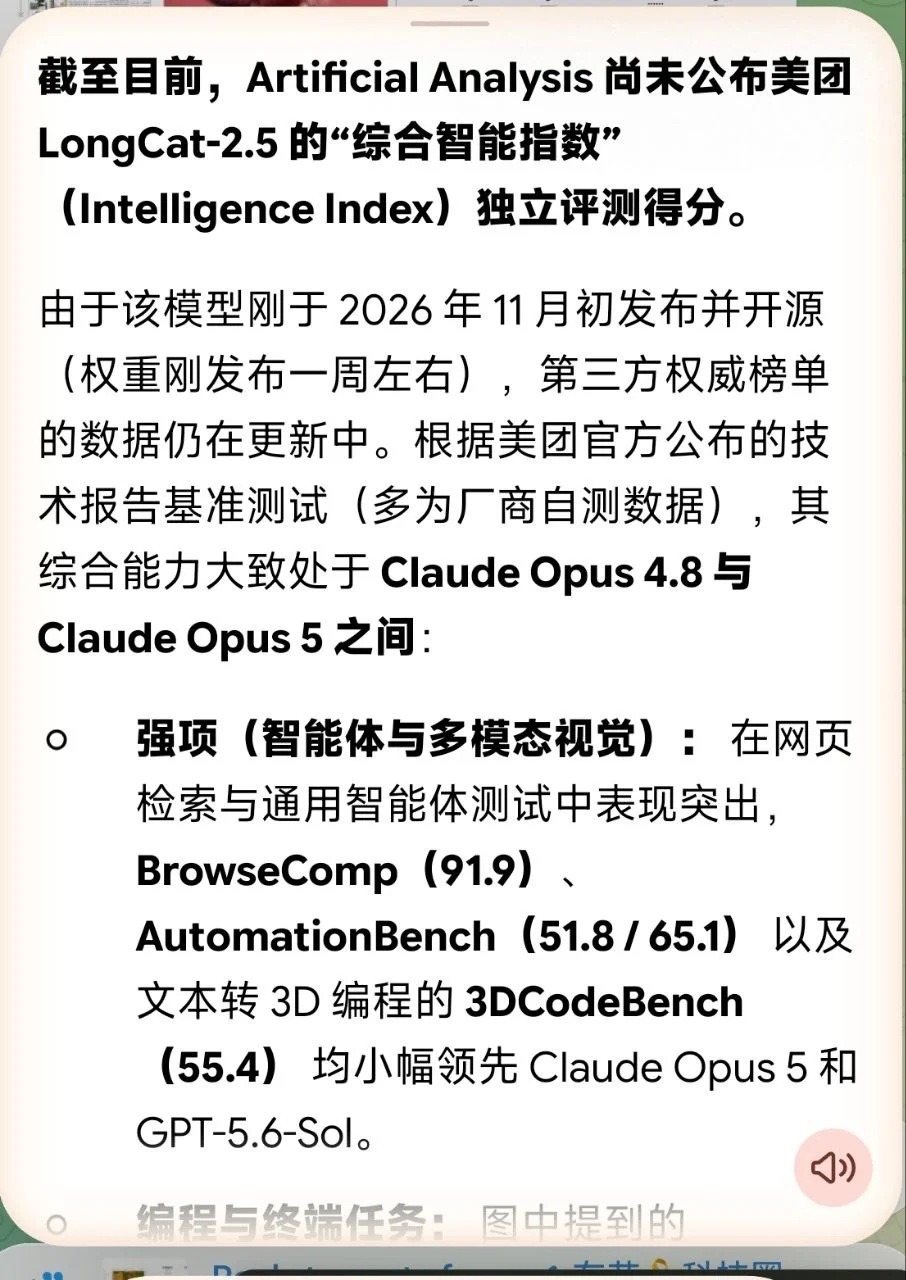 截至目前，Artificial Analysis 尚未公布美团
LongCat-2.5 的“综合智能指数”
（Intelligence Index）独立评测得分。
由于该模型刚于 2026 年 11 月初发布并开源
（权重刚发布一周左右），第三方权威榜单
的数据仍在更新中。根据美团官方公布的技
术报告基准测试（多为厂商自测数据），其
综合能力大致处于 Claude Opus 4.8 与
Claude Opus 5 之间：
强项（智能体与多模态视觉）： 在网页
检索与通用智能体测试中表现突出，
BrowseComp（91.9）、
AutomationBench（51.8 / 65.1） 以及
文本转 3D 编程的 3DCodeBench
（55.4） 均小幅领先 Claude Opus 5 和
GPT-5.6-Sol。
编程与终端任务： 图中提到的